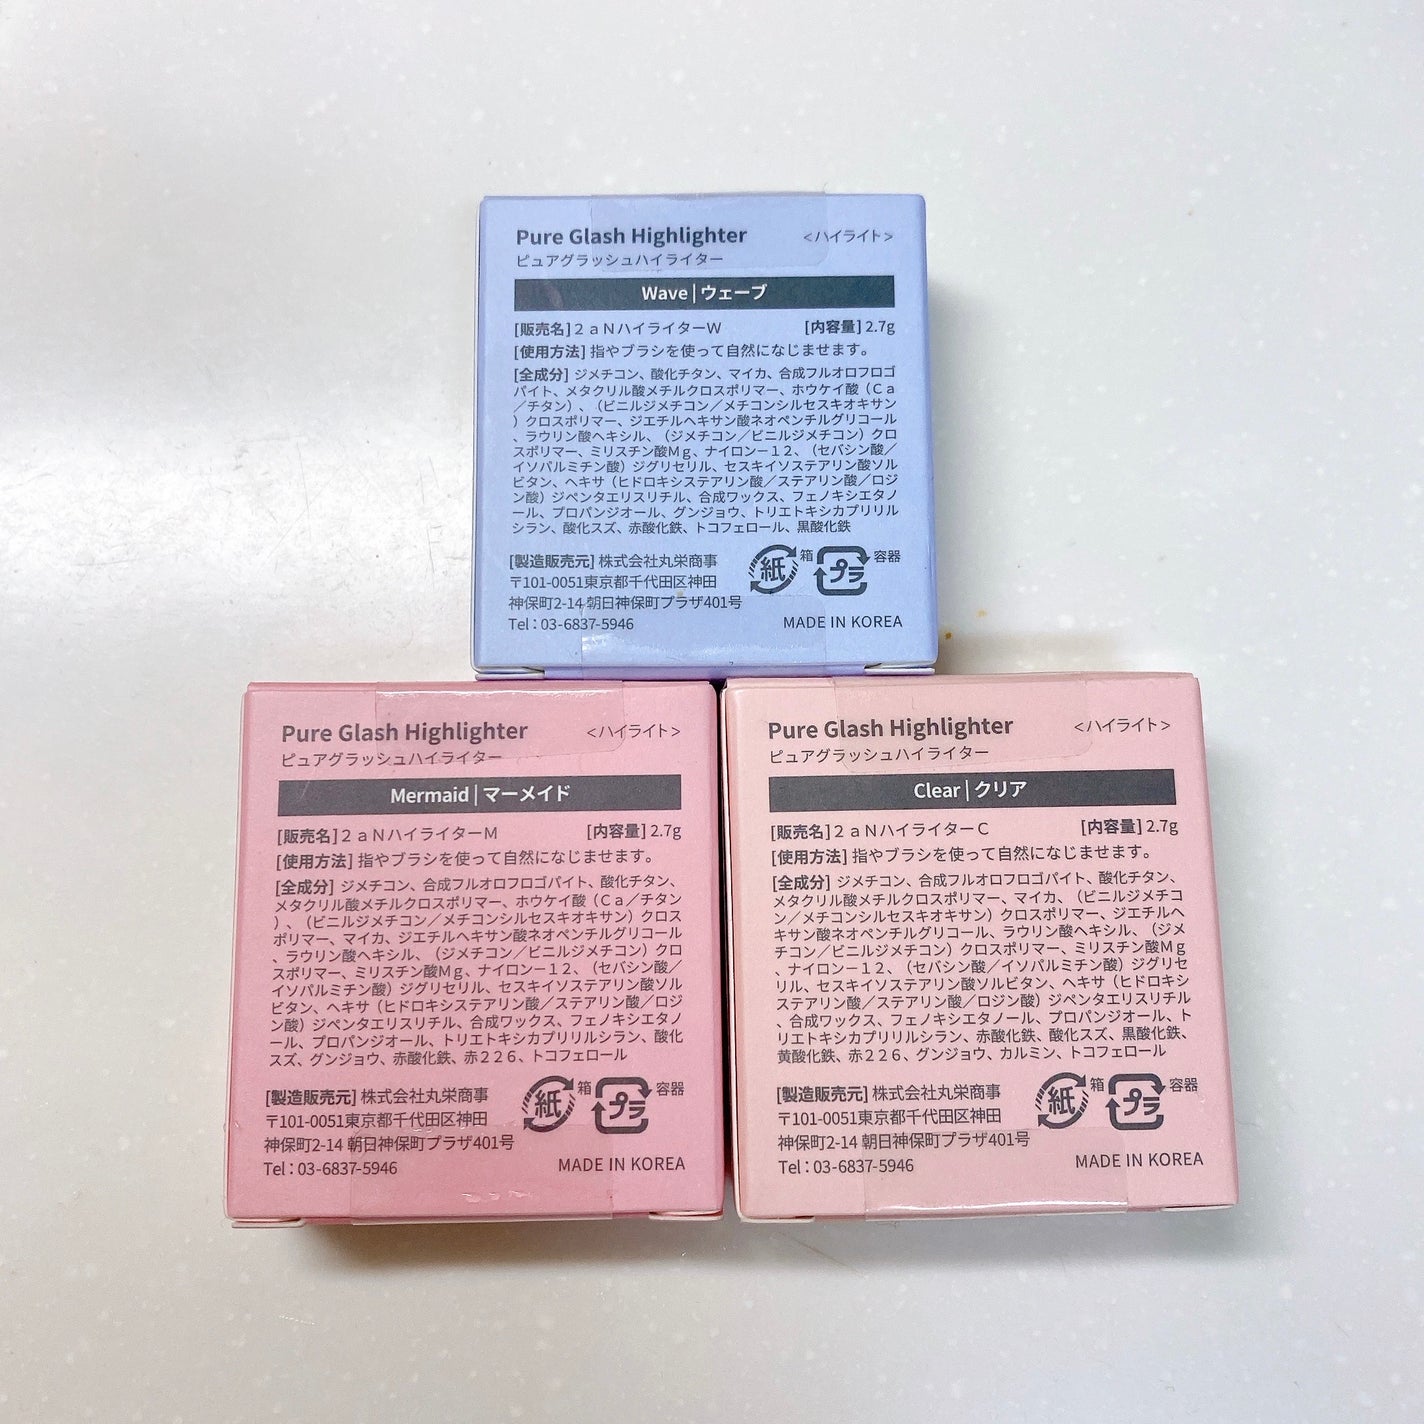 Pure Glash Highlighter <ハイライト>
ピュアグラッシュハイライター
Wave|ウェーブ
[販売名]2aNハイライターW [内容量]2.7g
[使用方法]指やブラシを使って自然になじませます。
[全成分] ジメチコン、酸化チタン、マイカ、合成フルオロフロゴ
パイト、メタクリル酸メチルクロスポリマー、ホウケイ酸(Ca
/チタン)、(ビニルジメチコン/メチコンシルセスキオキサン
)クロスポリマー、ジエチルヘキサン酸ネオペンチルグリコール
、ラウリン酸ヘキシル、(ジメチコン/ビニルジメチコン)クロ
スポリマー、ミリスチン酸Mg、ナイロン-12、(セバシン酸/
イソパルミチン酸)ジグリセリル、セスキイソステアリン酸ソル
ビタン、ヘキサ(ヒドロキシステアリン酸/ステアリン酸/ロジ
ン酸)ジペンタエリスリチル、合成ワックス、フェノキシエタノ
ール、プロパンジオール、グンジョウ、トリエトキシカプリリル
シラン、酸化スズ、赤酸化鉄、トコフェロール、黒酸化鉄
[製造販売元] 株式会社丸栄商事
〒101-0051東京都千代田区神田
神保町2-14 朝日神保町プラザ401号
Tel:03-6837-5946
紙 箱 プラ 容器
MADE IN KOREA
Pure Glash Highlighter <ハイライト>
ピュアグラッシュハイライター
Mermaid|マーメイド
[販売名]2aNハイライターM [内容量]2.7g
[使用方法]指やブラシを使って自然になじませます。
[全成分] ジメチコン、合成フルオロフロゴパイト、酸化チタン、
メタクリル酸メチルクロスポリマー、ホウケイ酸(Ca/チタン
)、(ビニルジメチコン/メチコンシルセスキオキサン)クロス
ポリマー、マイカ、ジエチルヘキサン酸ネオペンチルグリコール
、ラウリン酸ヘキシル、(ジメチコン/ビニルジメチコン)クロ
スポリマー、ミリスチン酸Mg、ナイロン-12、(セバシン酸/
イソパルミチン酸)ジグリセリル、セスキイソステアリン酸ソル
ビタン、ヘキサ(ヒドロキシステアリン酸/ステアリン酸/ロジ
ン酸)ジペンタエリスリチル、合成ワックス、フェノキシエタノ
ール、プロパンジオール、トリエトキシカプリリルシラン、酸化
スズ、グンジョウ、赤酸化鉄、赤226、トコフェロール
[製造販売元] 株式会社丸栄商事
〒101-0051東京都千代田区神田
神保町2-14 朝日神保町プラザ401号
Tel:03-6837-5946
紙 箱 プラ 容器
MADE IN KOREA
Pure Glash Highlighter <ハイライト>
ピュアグラッシュハイライター
Clear|クリア
[販売名]2aNハイライターC [内容量]2.7g
[使用方法]指やブラシを使って自然になじませます。
[全成分] ジメチコン、合成フルオロフロゴパイト、酸化チタン、
メタクリル酸メチルクロスポリマー、マイカ、(ビニルジメチコ
ン/メチコンシルセスキオキサン)クロスポリマー、ジエチルヘ
キサン酸ネオペンチルグリコール、ラウリン酸ヘキシル、(ジメ
チコン/ビニルジメチコン)クロスポリマー、ミリスチン酸Mg
、ナイロン-12、(セバシン酸/イソパルミチン酸)ジグリセ
リル、セスキイソステアリン酸ソルビタン、ヘキサ(ヒドロキシ
ステアリン酸/ステアリン酸/ロジン酸)ジペンタエリスリチル
、合成ワックス、フェノキシエタノール、プロパンジオール、ト
リエトキシカプリリルシラン、赤酸化鉄、酸化スズ、黒酸化鉄、
黄酸化鉄、赤226、グンジョウ、カルミン、トコフェロール
[製造販売元] 株式会社丸栄商事
〒101-0051東京都千代田区神田
神保町2-14 朝日神保町プラザ401号
Tel:03-6837-5946
紙 箱 プラ 容器
MADE IN KOREA